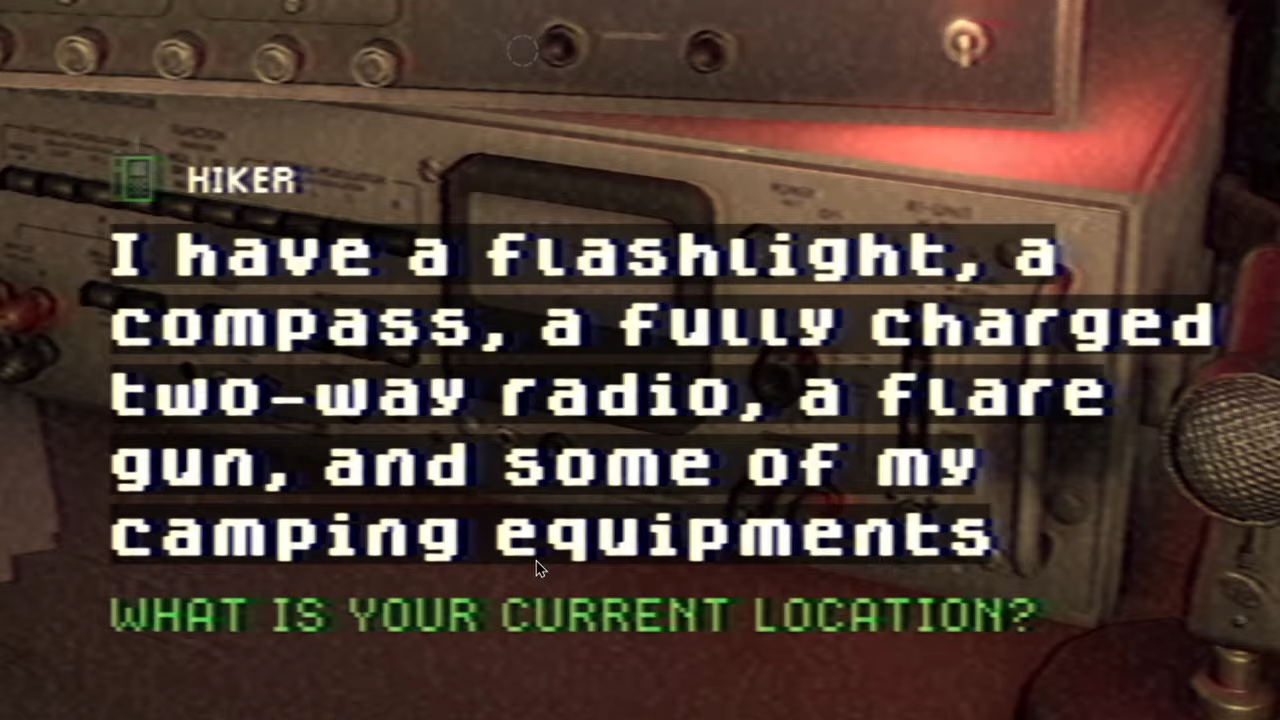 HIKER
I have a flashlight, a
compass, a fully charged
two-way radio, a flare
gun, and some of my
camping equipments
WHAT IS YOUR CURRENT LOCATION?